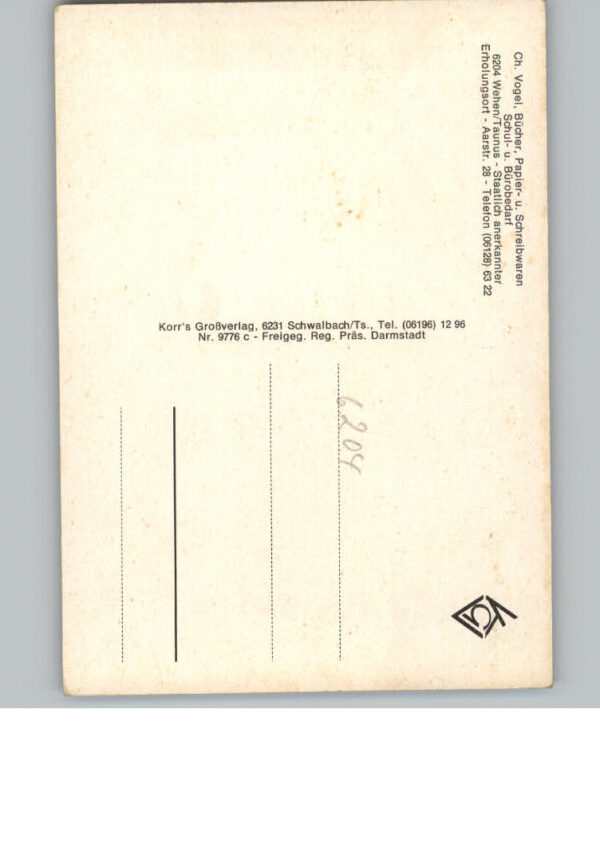 Ch. Vogel, Bücher, Papier- u. Schreibwaren
Schul- u. Bürobedarf
6204 Wehen/Taunus - Staatlich anerkannter
Erholungsort - Aarstr. 28 - Telefon (06128) 63 22
Korr's Großverlag, 6231 Schwalbach/Ts., Tel. (06196) 12 96
Nr. 9776 c - Freigeg. Reg. Präs. Darmstadt
6204